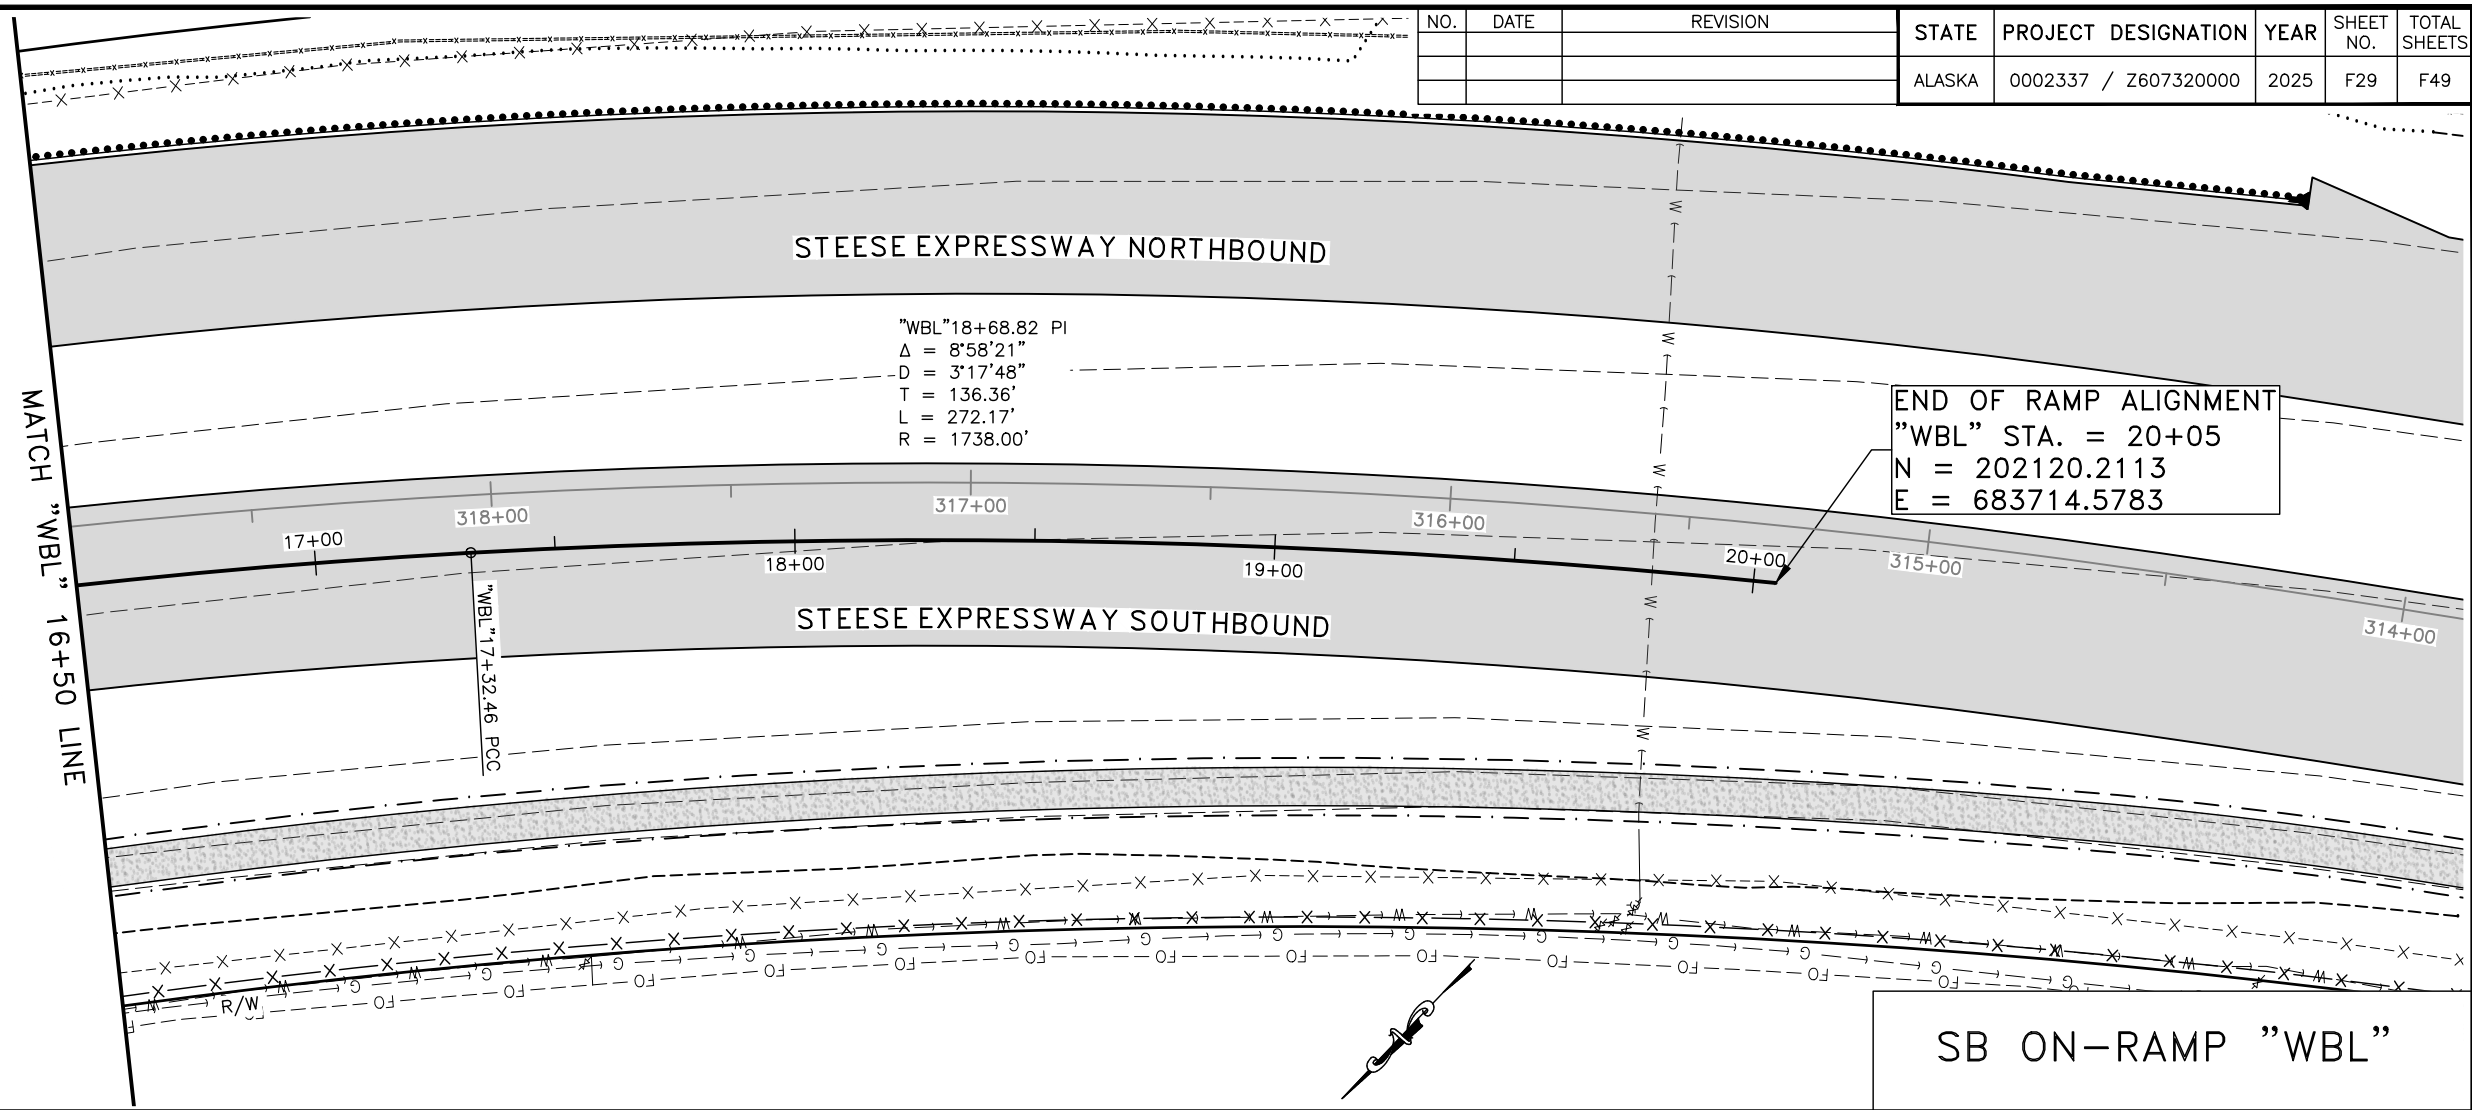 NO. DATE REVISION
STATE PROJECT DESIGNATION YEAR SHEET NO. TOTAL SHEETS
ALASKA 0002337 / Z607320000 2025 F29 F49
STEESE EXPRESSWAY NORTHBOUND
"WBL"18+68.82 PI
Δ = 8°58'21"
D = 3°17'48"
T = 136.36'
L = 272.17'
R = 1738.00'
END OF RAMP ALIGNMENT
"WBL" STA. = 20+05
N = 202120.2113
E = 683714.5783
MATCH "WBL" 16+50 LINE
318+00
317+00
316+00
315+00
314+00
17+00
18+00
19+00
20+00
"WBL"17+32.46 PCC
STEESE EXPRESSWAY SOUTHBOUND
W W W W W W W
R/W
SB ON-RAMP "WBL"